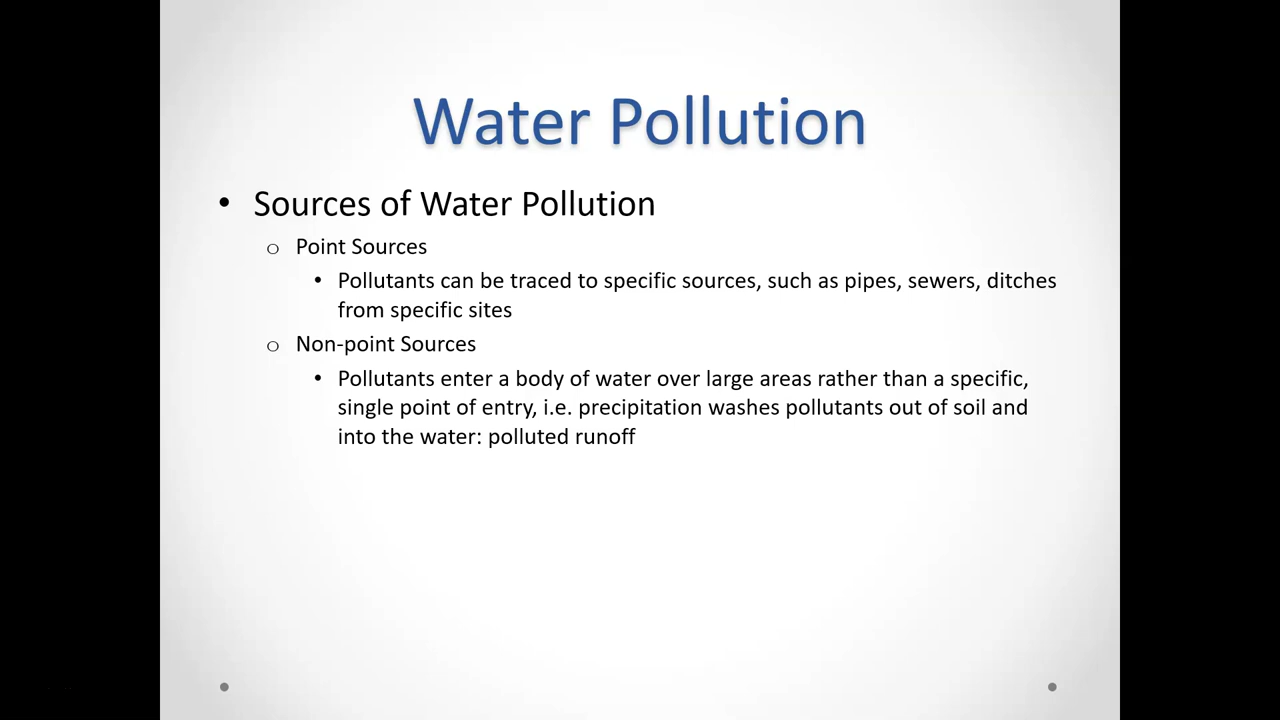 Water Pollution
• Sources of Water Pollution
o Point Sources
• Pollutants can be traced to specific sources, such as pipes, sewers, ditches
from specific sites
o Non-point Sources
• Pollutants enter a body of water over large areas rather than a specific,
single point of entry, i.e. precipitation washes pollutants out of soil and
into the water: polluted runoff